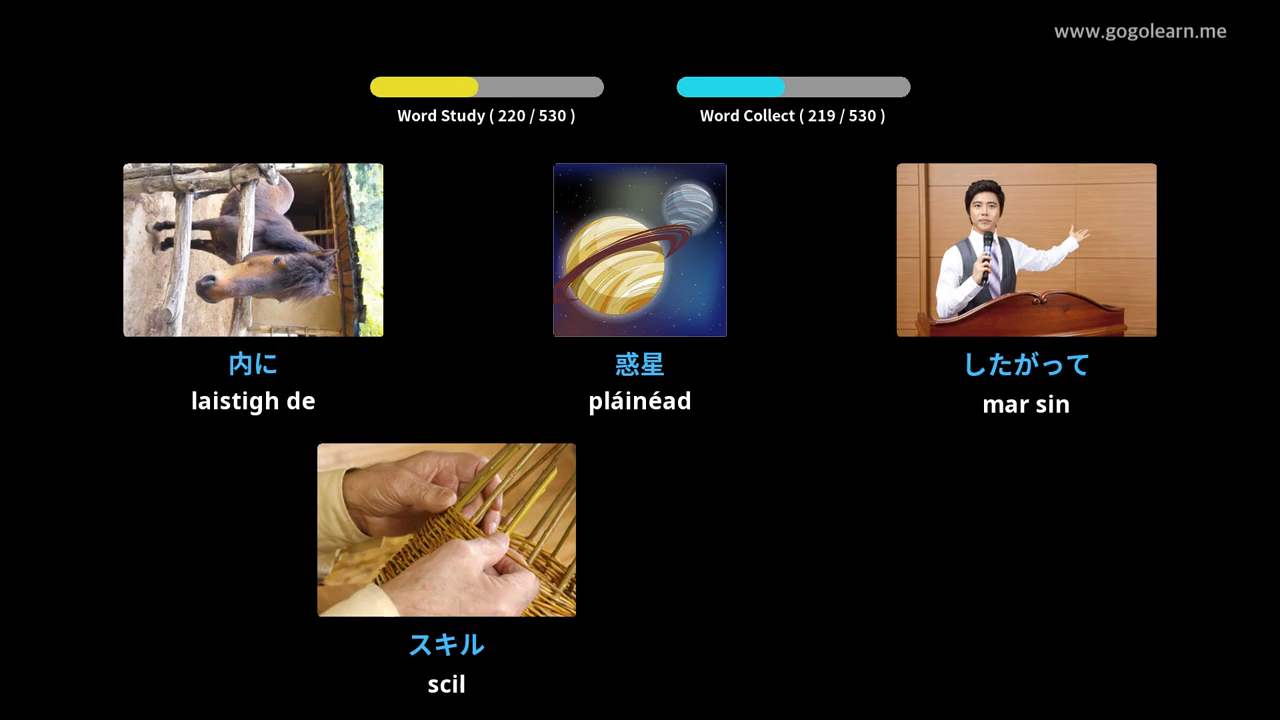 www.gogolearn.me
Word Study ( 220 / 530 )
Word Collect ( 219 / 530 )
内に
laistigh de
惑星
pláinéad
したがって
mar sin
スキル
scil